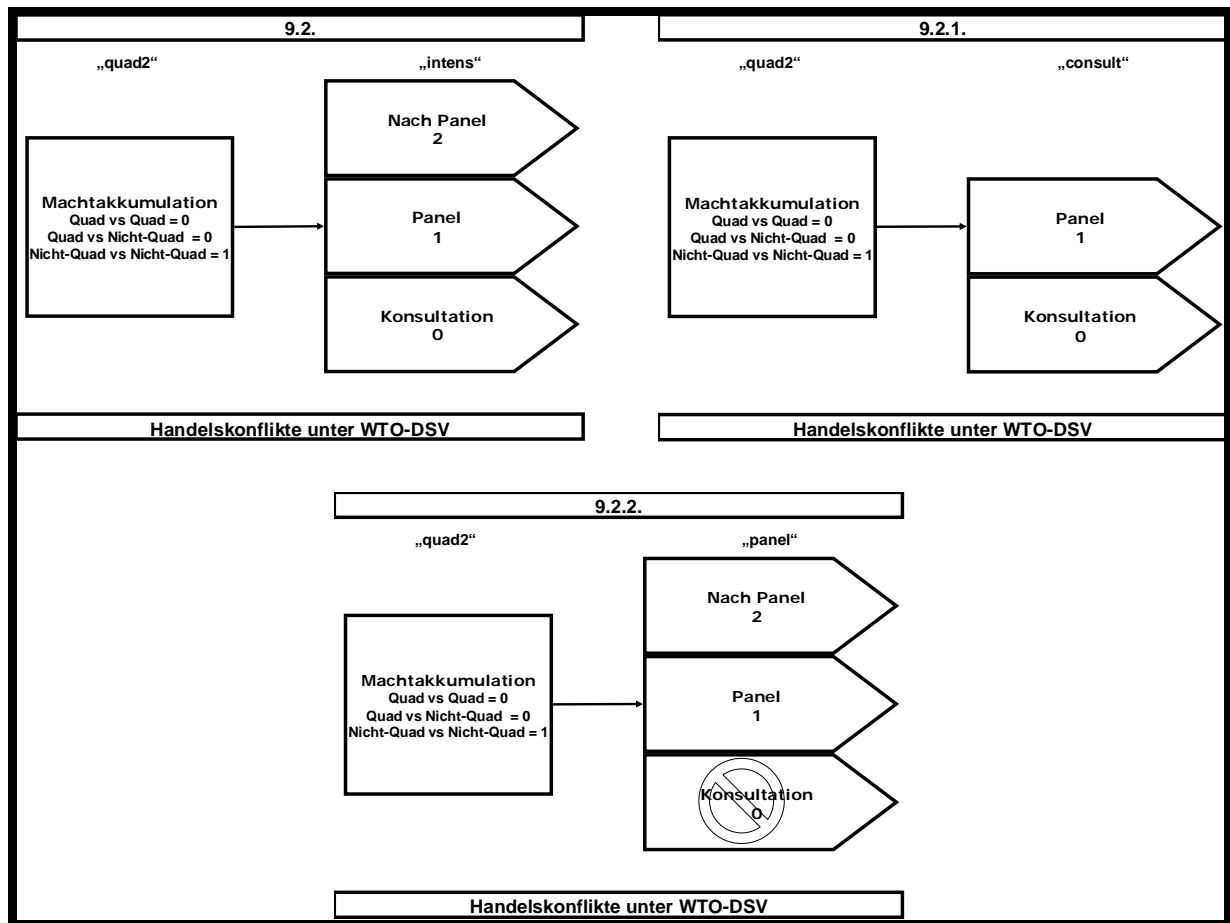 9.2.
„quad2“
„intens“
Nach Panel
2
Machtakkumulation
Quad vs Quad = 0
Quad vs Nicht-Quad = 0
Nicht-Quad vs Nicht-Quad = 1
Panel
1
Konsultation
0
Handelskonflikte unter WTO-DSV
9.2.1.
„quad2“
„consult“
Machtakkumulation
Quad vs Quad = 0
Quad vs Nicht-Quad = 0
Nicht-Quad vs Nicht-Quad = 1
Panel
1
Konsultation
0
Handelskonflikte unter WTO-DSV
9.2.2.
„quad2“
„panel“
Nach Panel
2
Machtakkumulation
Quad vs Quad = 0
Quad vs Nicht-Quad = 0
Nicht-Quad vs Nicht-Quad = 1
Panel
1
Konsultation
0
Handelskonflikte unter WTO-DSV